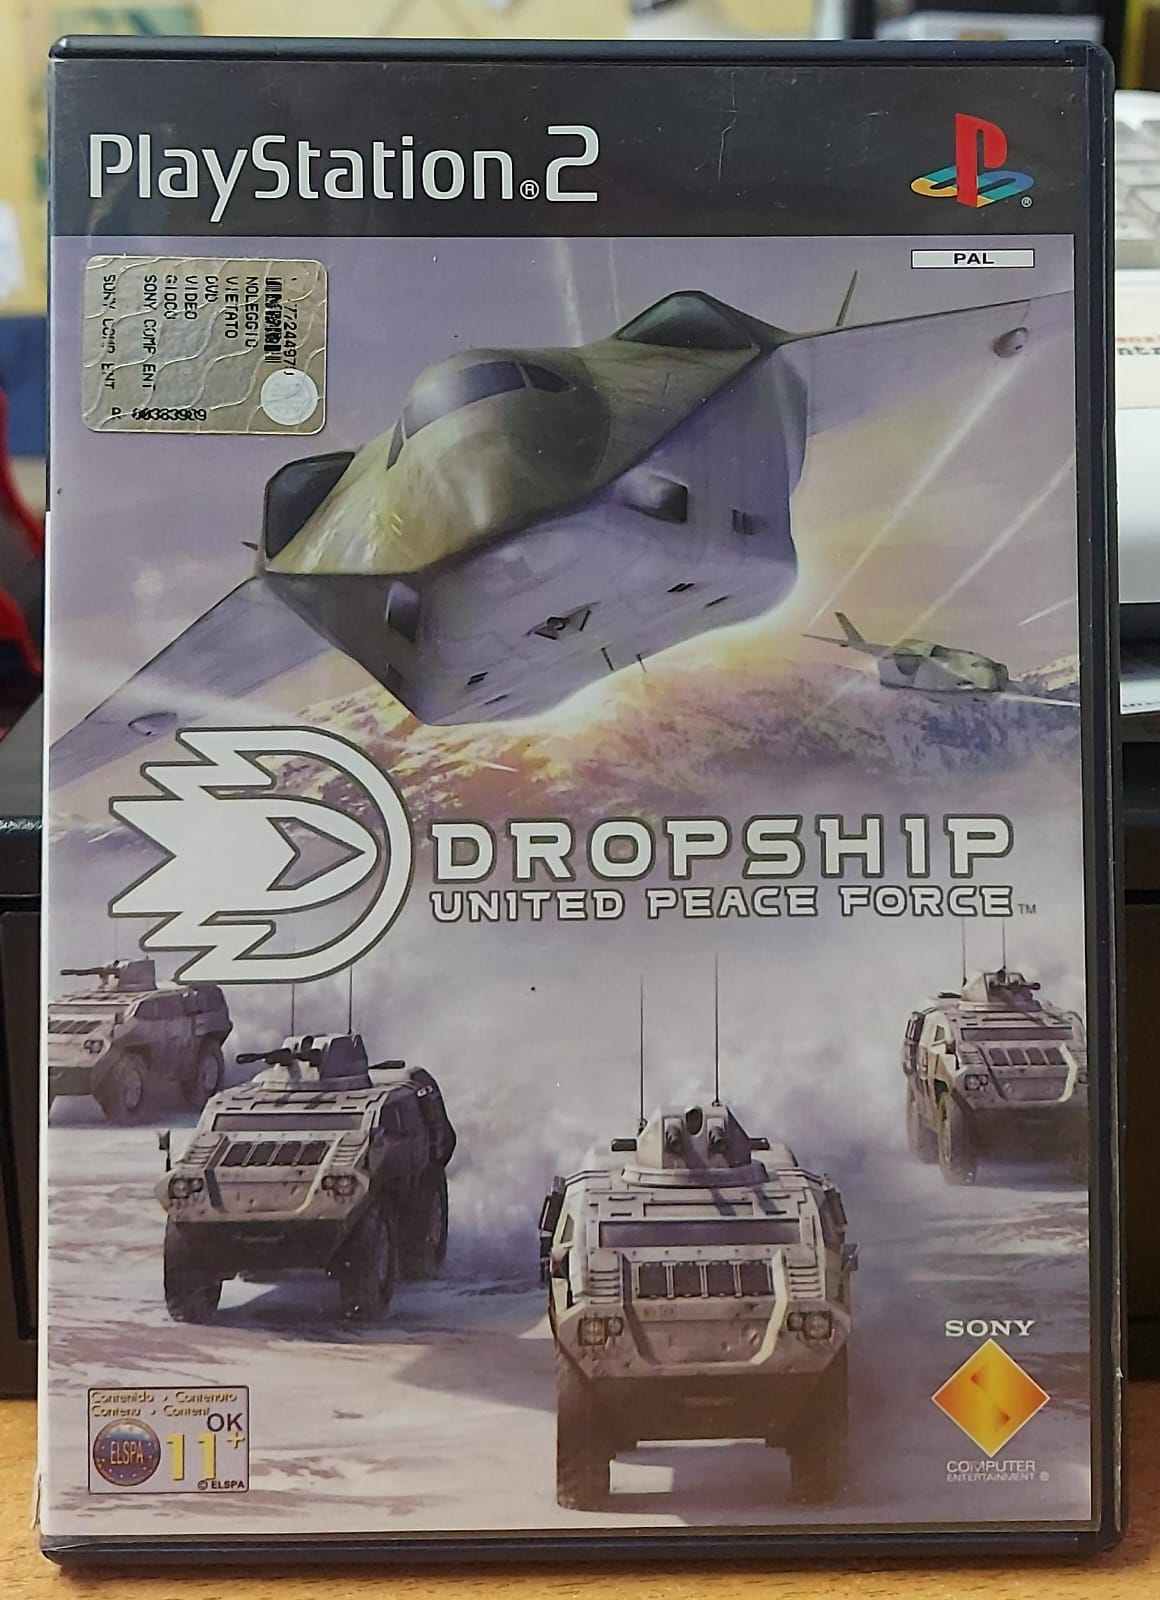 PlayStation®2
PAL
77244971
NOLEGGIO
VIETATO
DVD
VIDEO
GIOCO
SONY COMP ENT
SONY COMP ENT
DROPSHIP
UNITED PEACE FORCE™
SONY
COMPUTER
ENTERTAINMENT ®
Contenido - Contenuto
Contenu - Content
OK
ELSPA
11+
© ELSPA